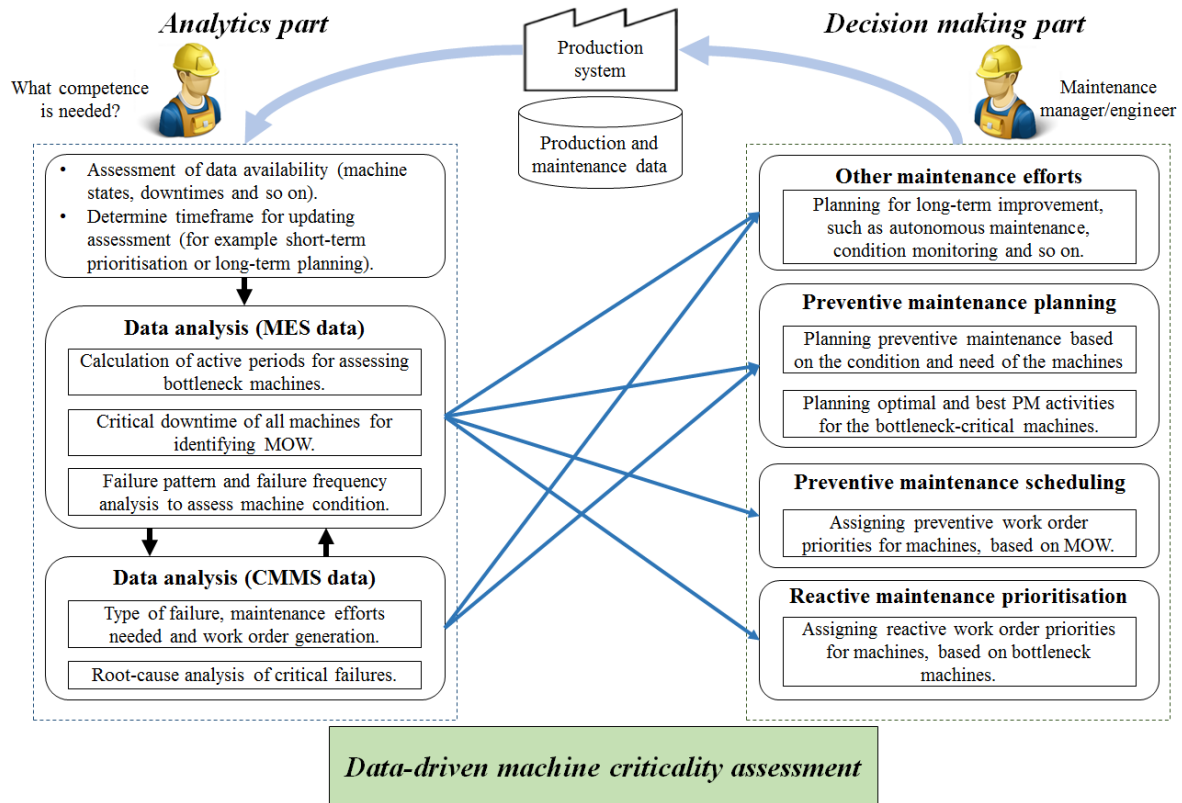 Analytics part
Decision making part
Production
system
What competence
is needed?
Maintenance
manager/engineer
Production and
maintenance data
• Assessment of data availability (machine
states, downtimes and so on).
• Determine timeframe for updating
assessment (for example short-term
prioritisation or long-term planning).
Data analysis (MES data)
Calculation of active periods for assessing
bottleneck machines.
Critical downtime of all machines for
identifying MOW.
Failure pattern and failure frequency
analysis to assess machine condition.
Data analysis (CMMS data)
Type of failure, maintenance efforts
needed and work order generation.
Root-cause analysis of critical failures.
Other maintenance efforts
Planning for long-term improvement,
such as autonomous maintenance,
condition monitoring and so on.
Preventive maintenance planning
Planning preventive maintenance based
on the condition and need of the machines
Planning optimal and best PM activities
for the bottleneck-critical machines.
Preventive maintenance scheduling
Assigning preventive work order
priorities for machines, based on MOW.
Reactive maintenance prioritisation
Assigning reactive work order priorities
for machines, based on bottleneck
machines.
Data-driven machine criticality assessment